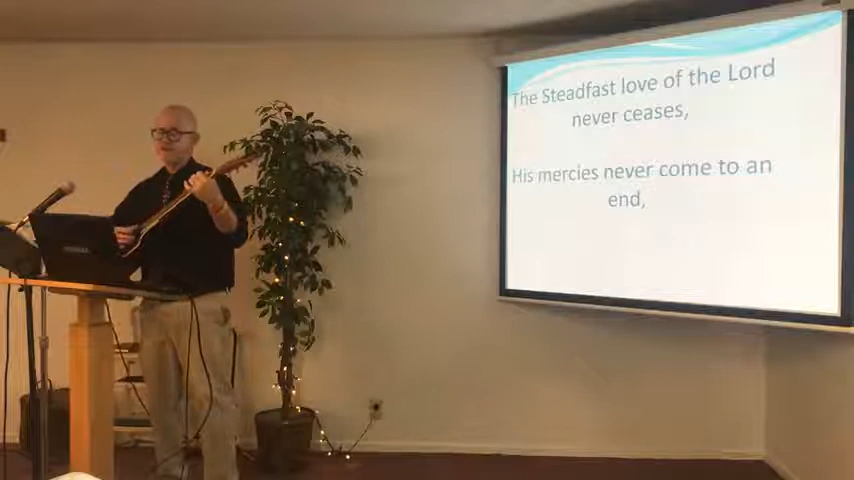 The Steadfast love of the Lord
never ceases,
His mercies never come to an
end,